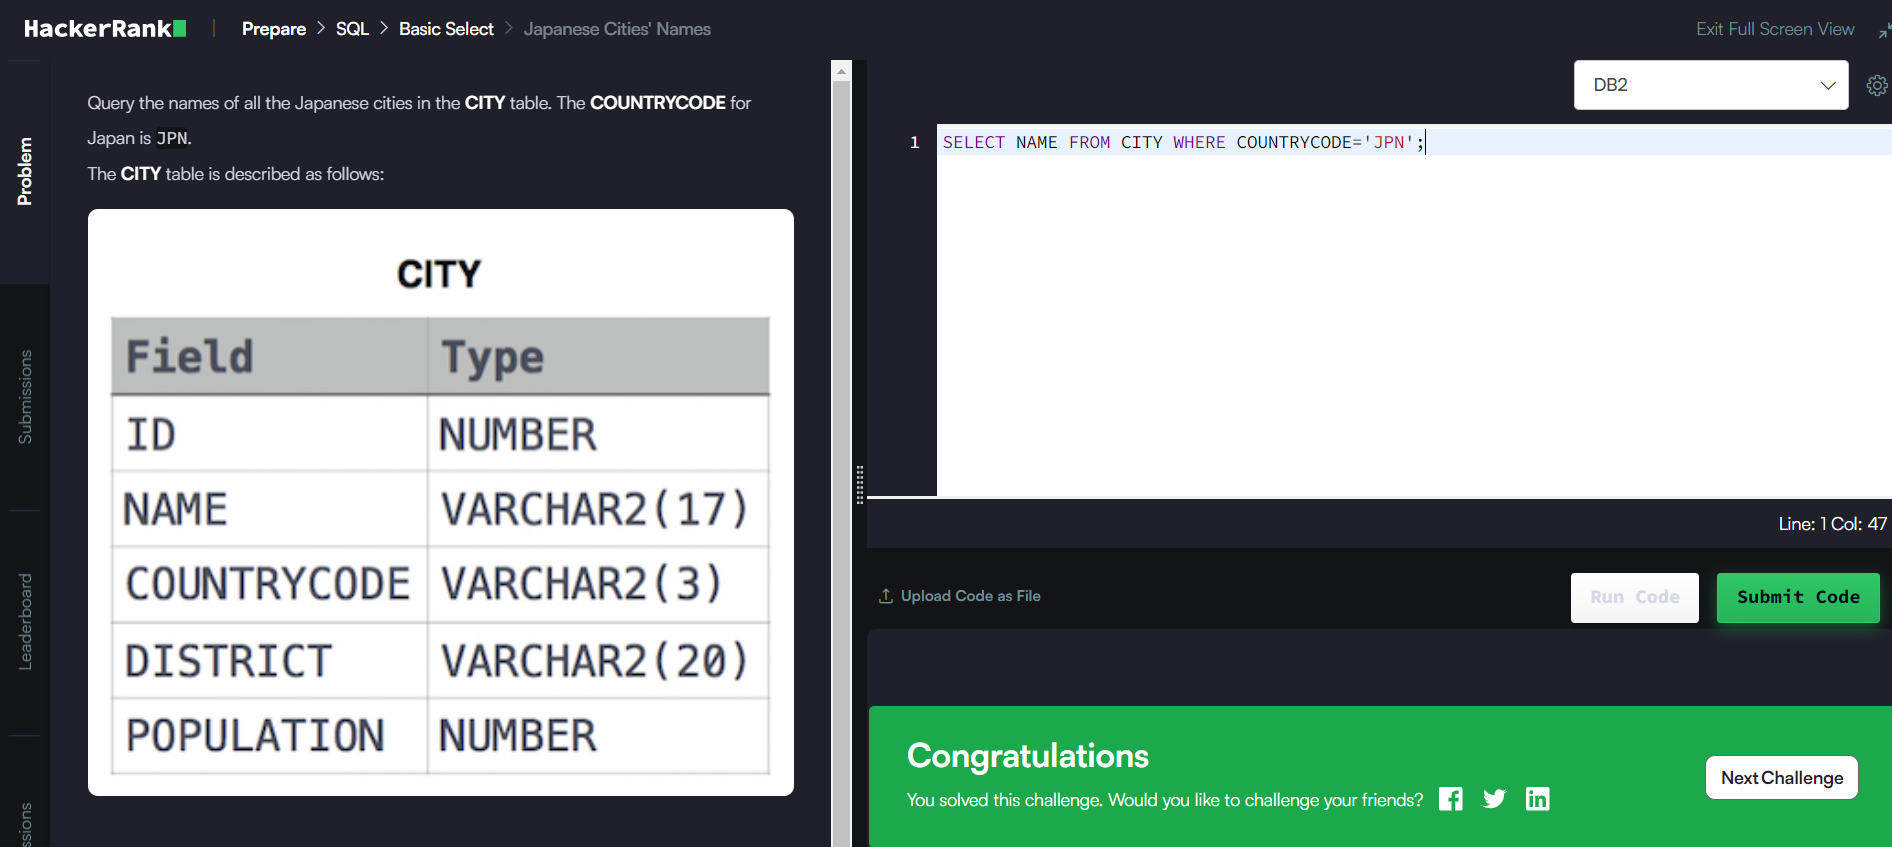 HackerRank | Prepare > SQL > Basic Select > Japanese Cities' Names
Exit Full Screen View
Problem
Submissions
Leaderboard
Query the names of all the Japanese cities in the CITY table. The COUNTRYCODE for
Japan is JPN.
The CITY table is described as follows:
CITY
Field Type
ID NUMBER
NAME VARCHAR2(17)
COUNTRYCODE VARCHAR2(3)
DISTRICT VARCHAR2(20)
POPULATION NUMBER
DB2
1 SELECT NAME FROM CITY WHERE COUNTRYCODE='JPN';
Line: 1 Col: 47
Upload Code as File
Run Code
Submit Code
Congratulations
You solved this challenge. Would you like to challenge your friends?
Next Challenge